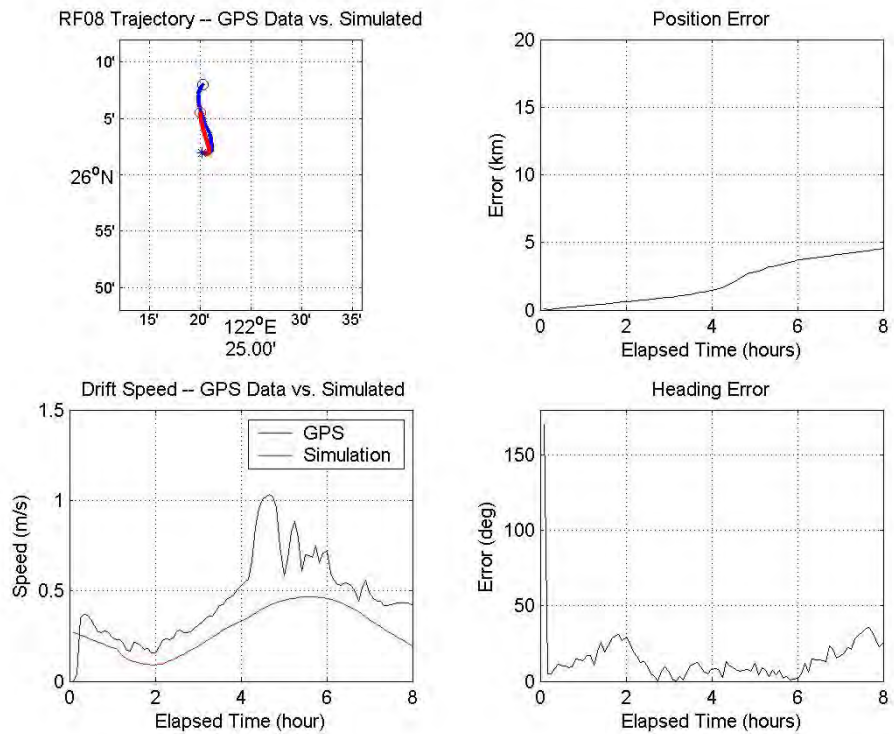 RF08 Trajectory -- GPS Data vs. Simulated
10'
5'
26°N
55'
50'
15'
20'
122°E
25.00'
30'
35'
Position Error
20
15
10
5
0
Error (km)
0
2
4
6
8
Elapsed Time (hours)
Drift Speed -- GPS Data vs. Simulated
1.5
1
0.5
0
Speed (m/s)
GPS
Simulation
0
2
4
6
8
Elapsed Time (hour)
Heading Error
150
100
50
0
Error (deg)
0
2
4
6
8
Elapsed Time (hours)